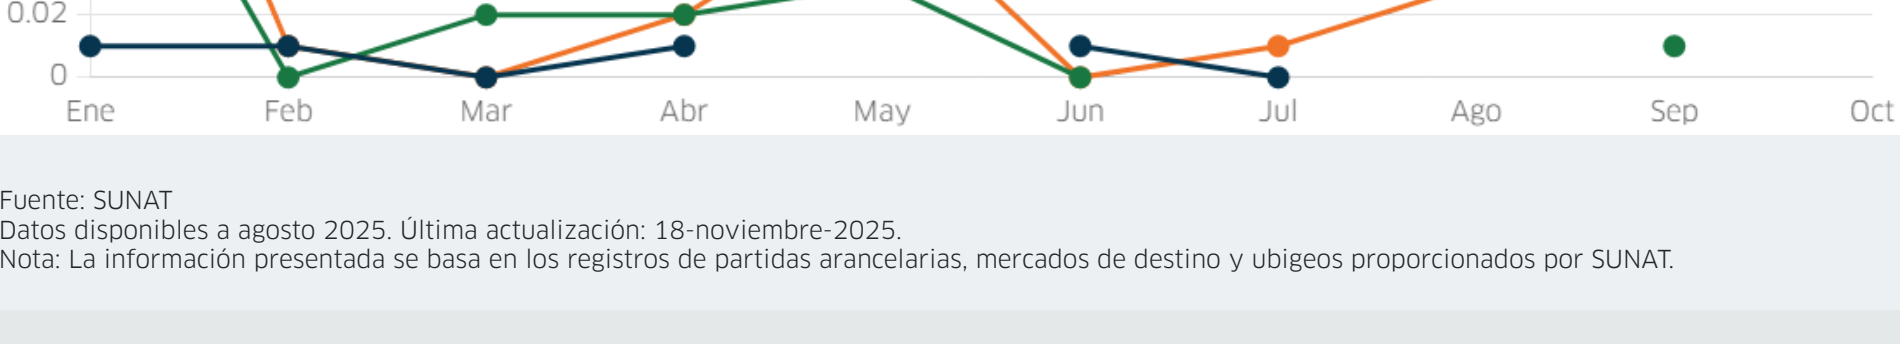 0.02
0
Ene Feb Mar Abr May Jun Jul Ago Sep Oct
Fuente: SUNAT
Datos disponibles a agosto 2025. Última actualización: 18-noviembre-2025.
Nota: La información presentada se basa en los registros de partidas arancelarias, mercados de destino y ubigeos proporcionados por SUNAT.